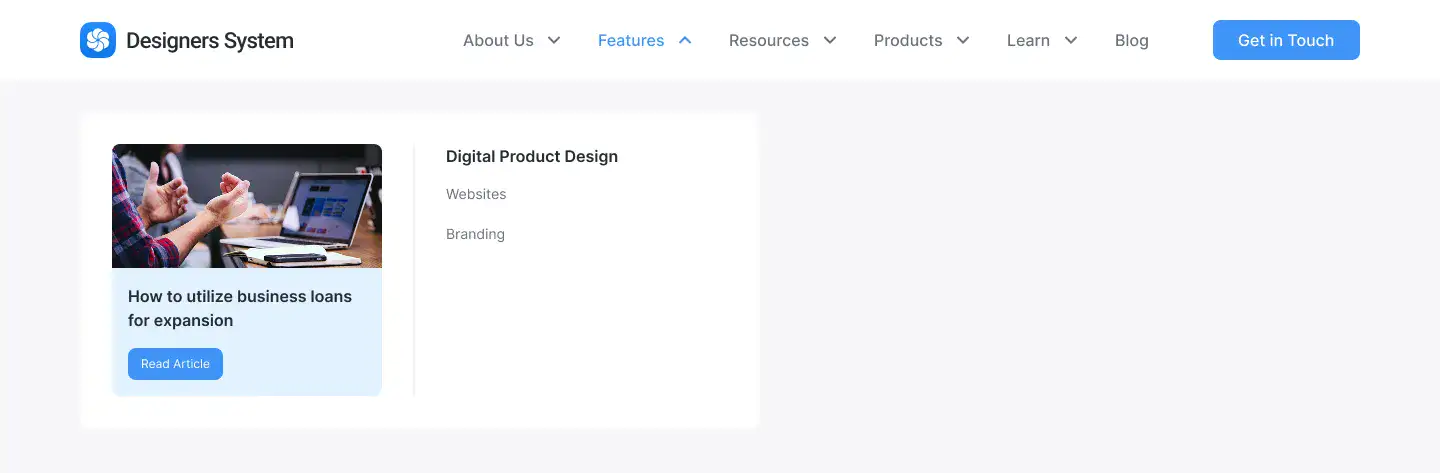 Designers System
About Us
Features
Resources
Products
Learn
Blog
Get in Touch
How to utilize business loans
for expansion
Read Article
Digital Product Design
Websites
Branding